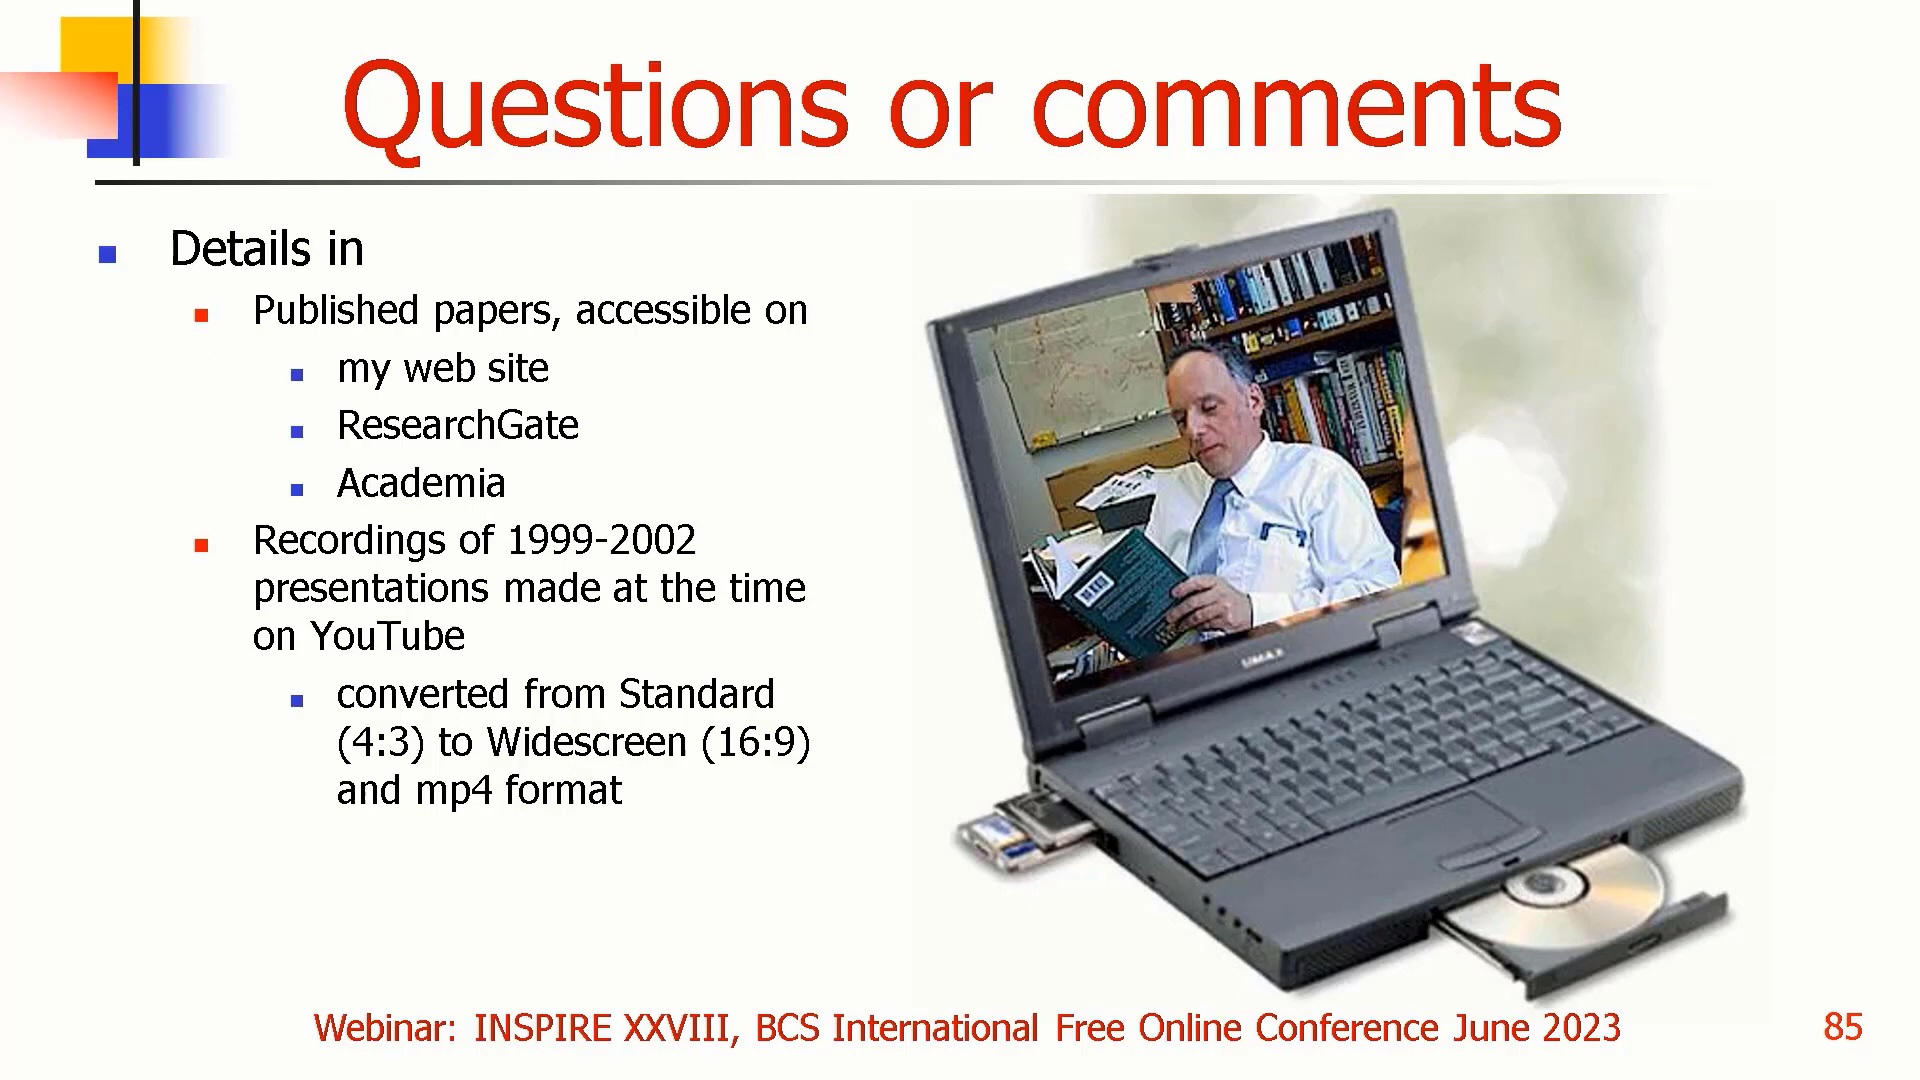 Questions or comments
Details in
Published papers, accessible on
my web site
ResearchGate
Academia
Recordings of 1999-2002
presentations made at the time
on YouTube
converted from Standard
(4:3) to Widescreen (16:9)
and mp4 format
UMAX
Webinar: INSPIRE XXVIII, BCS International Free Online Conference June 2023
85